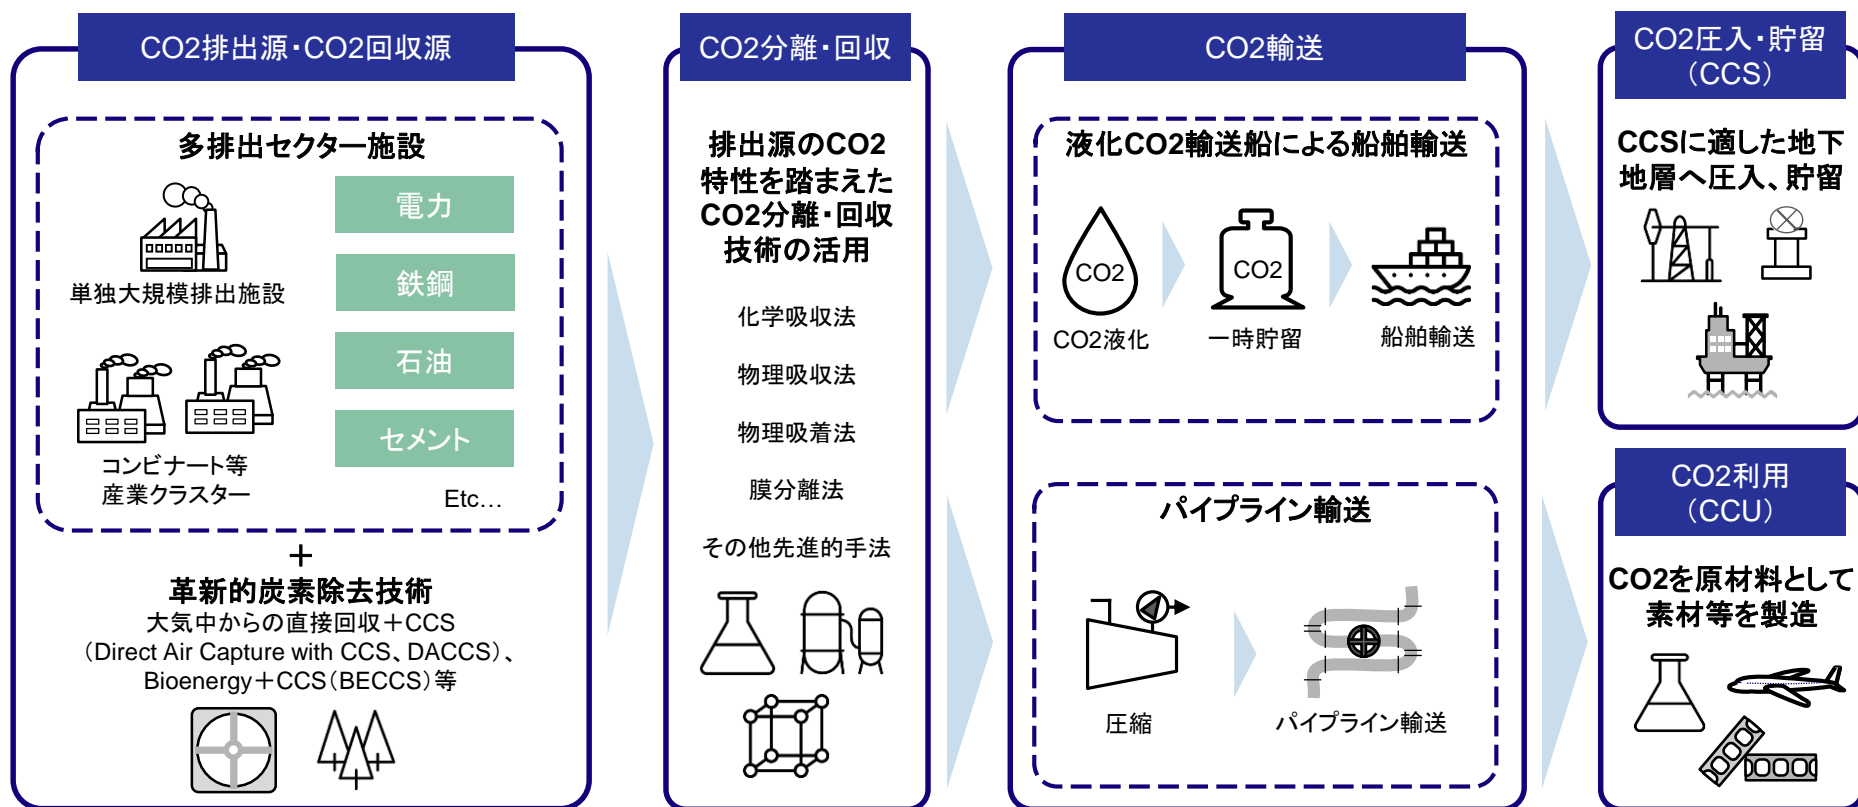 CO2排出源・CO2回収源
多排出セクター施設
単独大規模排出施設
コンビナート等
産業クラスター
電力
鉄鋼
石油
セメント
Etc…
＋
革新的炭素除去技術
大気中からの直接回収＋CCS
（Direct Air Capture with CCS、DACCS）、
Bioenergy＋CCS（BECCS）等
CO2分離・回収
排出源のCO2
特性を踏まえた
CO2分離・回収
技術の活用
化学吸収法
物理吸収法
物理吸着法
膜分離法
その他先進的手法
CO2輸送
液化CO2輸送船による船舶輸送
CO2
CO2
CO2液化
一時貯留
船舶輸送
パイプライン輸送
圧縮
パイプライン輸送
CO2圧入・貯留
（CCS）
CCSに適した地下
地層へ圧入、貯留
CO2利用
（CCU）
CO2を原材料として
素材等を製造